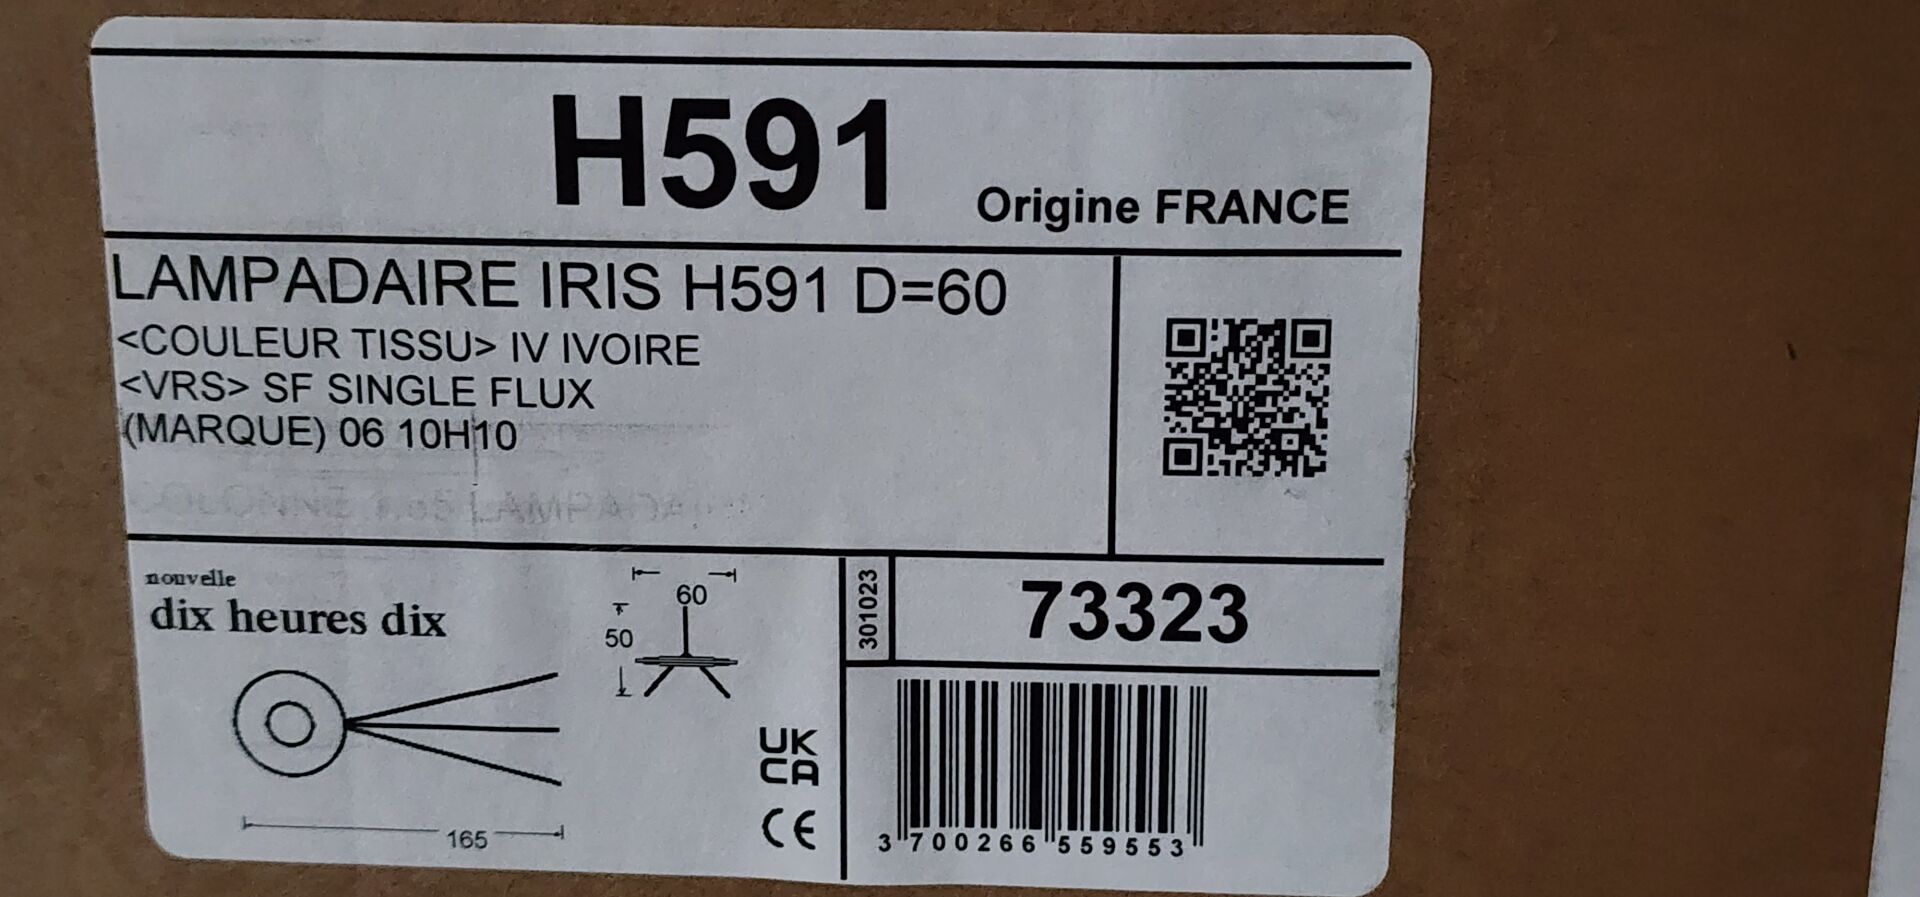 H591
Origine FRANCE
LAMPADAIRE IRIS H591 D=60
<COULEUR TISSU> IV IVOIRE
<VRS> SF SINGLE FLUX
(MARQUE) 06 10H10
nouvelle
dix heures dix
60
50
165
UK
CA
CE
301023
73323
3 700266 559553